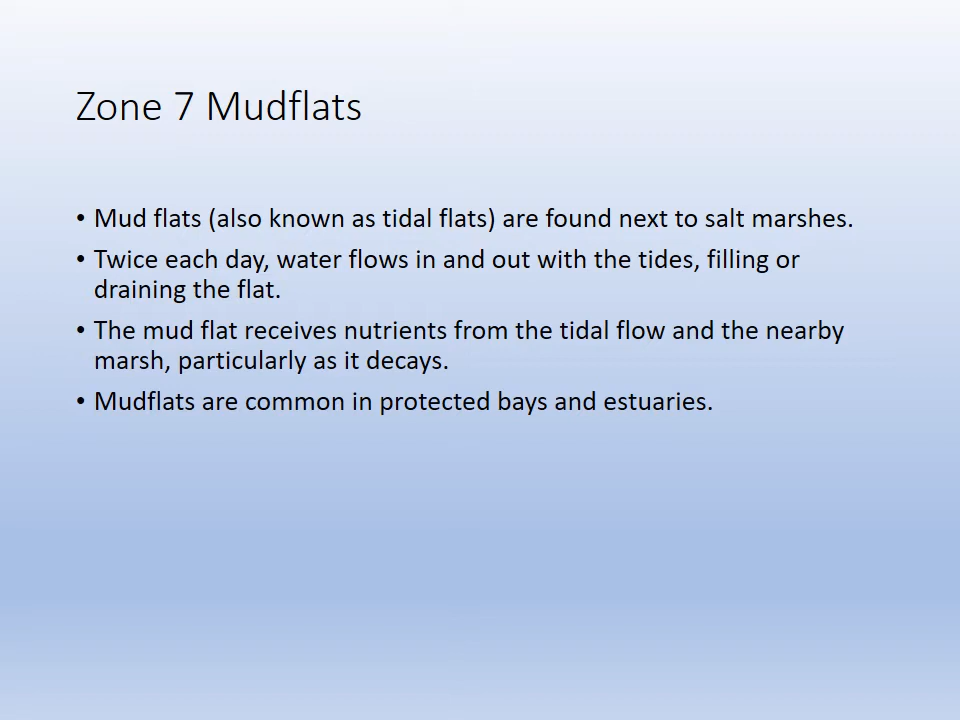 Zone 7 Mudflats
• Mud flats (also known as tidal flats) are found next to salt marshes.
• Twice each day, water flows in and out with the tides, filling or
draining the flat.
• The mud flat receives nutrients from the tidal flow and the nearby
marsh, particularly as it decays.
• Mudflats are common in protected bays and estuaries.